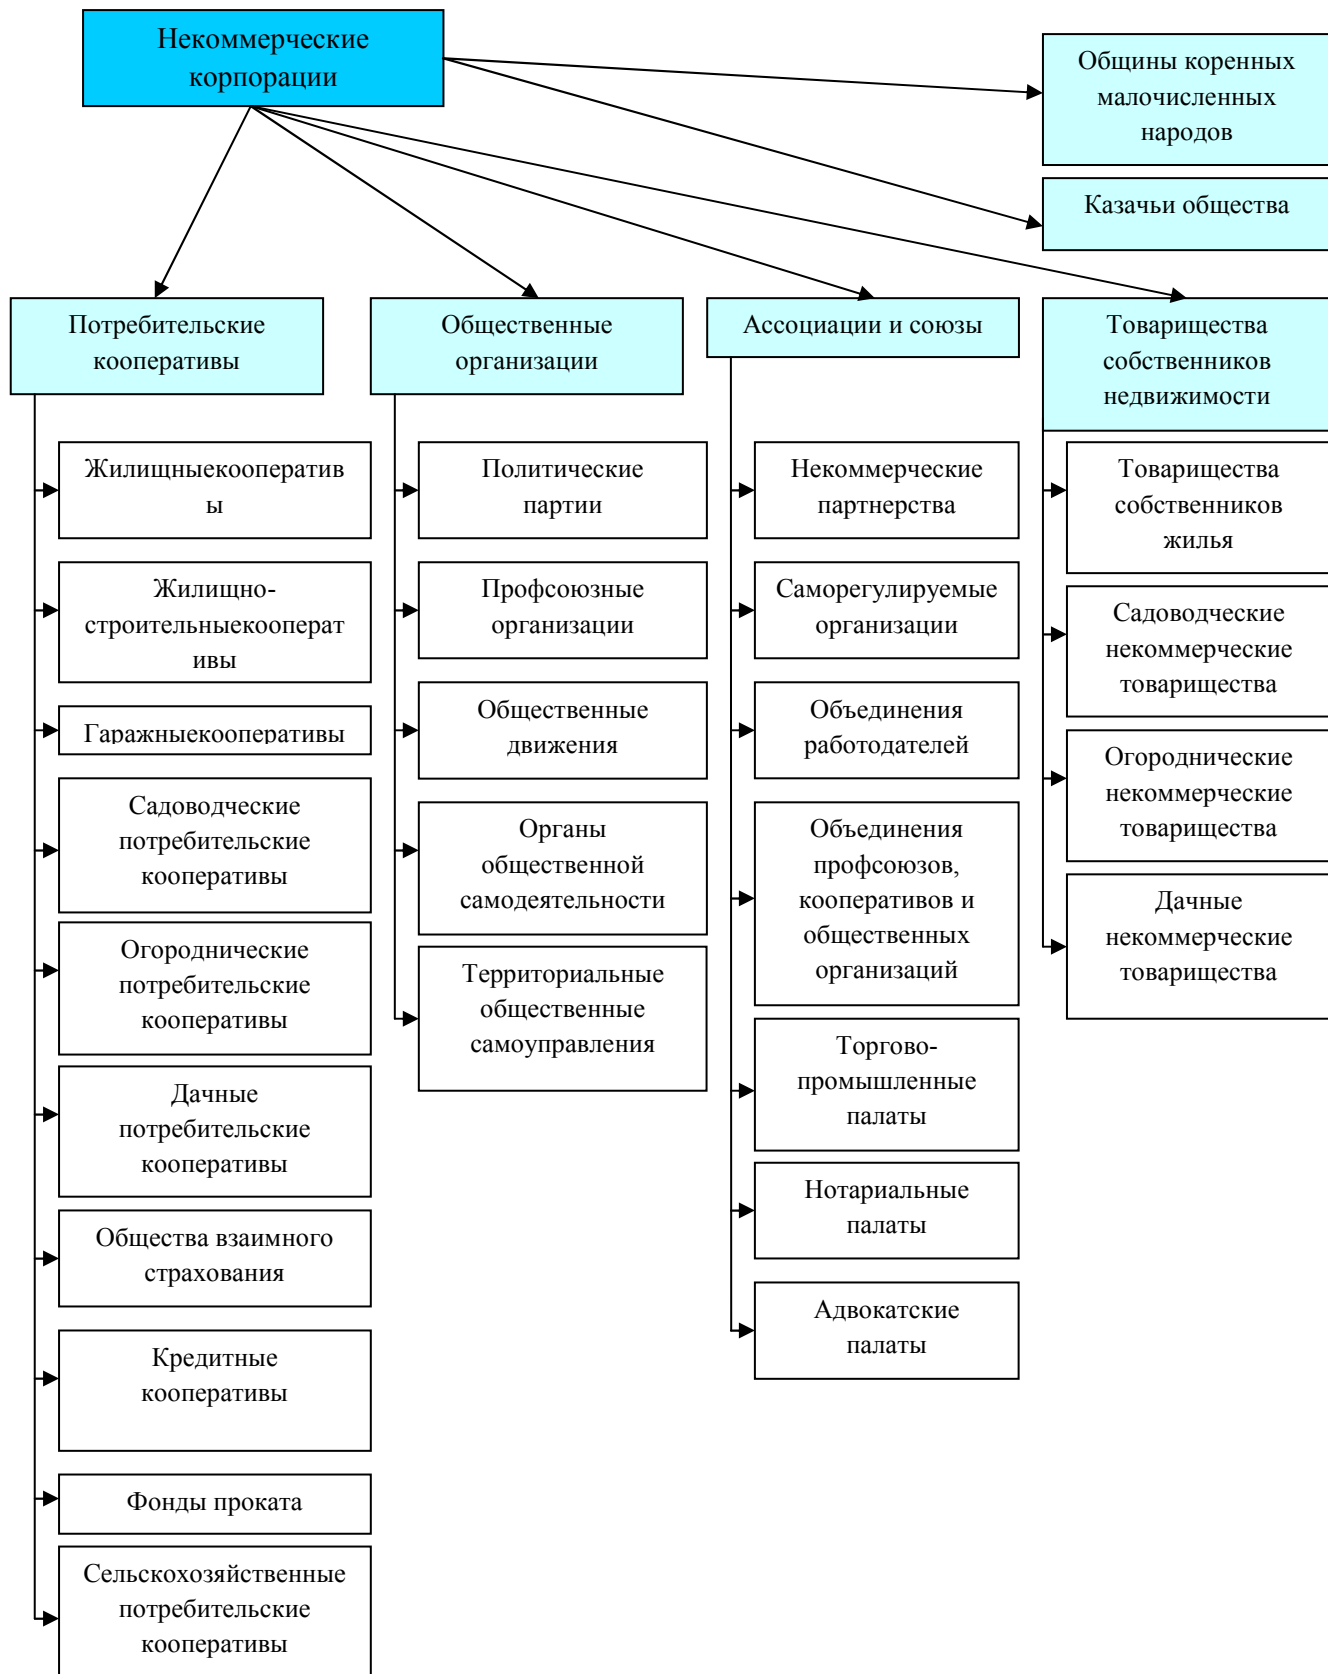 Некоммерческие
корпорации
Общины коренных
малочисленных
народов
Казачьи общества
Потребительские
кооперативы
Жилищныекооператив
ы
Жилищно-
строительныекооперат
ивы
Гаражныекооперативы
Садоводческие
потребительские
кооперативы
Огороднические
потребительские
кооперативы
Дачные
потребительские
кооперативы
Общества взаимного
страхования
Кредитные
кооперативы
Фонды проката
Сельскохозяйственные
потребительские
кооперативы
Общественные
организации
Политические
партии
Профсоюзные
организации
Общественные
движения
Органы
общественной
самодеятельности
Территориальные
общественные
самоуправления
Ассоциации и союзы
Некоммерческие
партнерства
Саморегулируемые
организации
Объединения
работодателей
Объединения
профсоюзов,
кооперативов и
общественных
организаций
Торгово-
промышленные
палаты
Нотариальные
палаты
Адвокатские
палаты
Товарищества
собственников
недвижимости
Товарищества
собственников
жилья
Садоводческие
некоммерческие
товарищества
Огороднические
некоммерческие
товарищества
Дачные
некоммерческие
товарищества